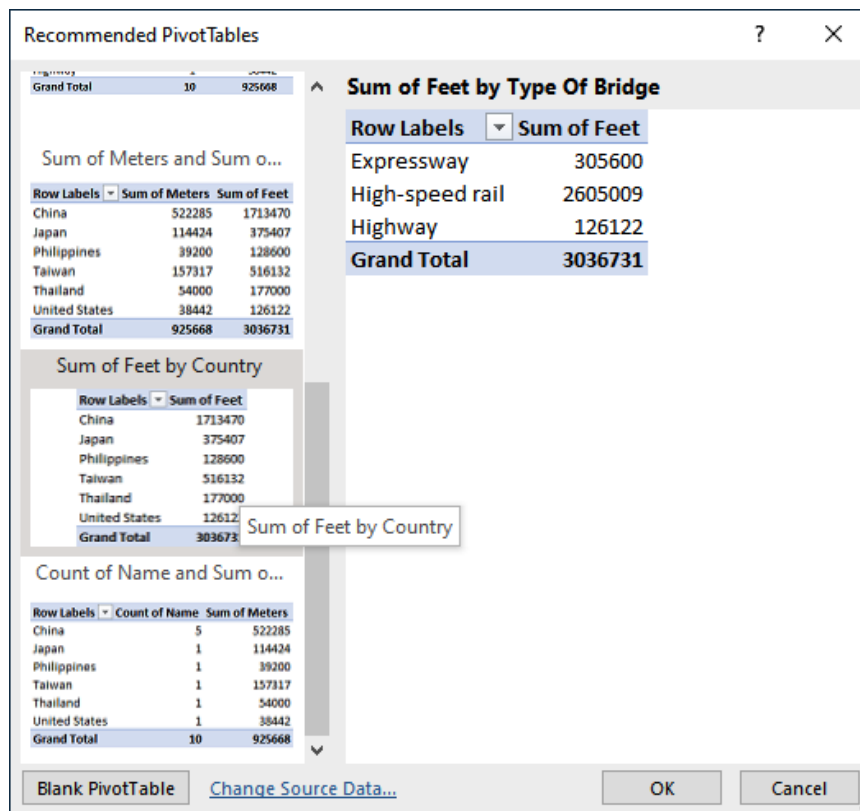 Recommended PivotTables ? ×
Highway 1 38442
Grand Total 10 925668
Sum of Meters and Sum o...
Row Labels Sum of Meters Sum of Feet
China 522285 1713470
Japan 114424 375407
Philippines 39200 128600
Taiwan 157317 516132
Thailand 54000 177000
United States 38442 126122
Grand Total 925668 3036731
Sum of Feet by Country
Row Labels Sum of Feet
China 1713470
Japan 375407
Philippines 128600
Taiwan 516132
Thailand 177000
United States 12612
Grand Total 303673
Sum of Feet by Country
Count of Name and Sum o...
Row Labels Count of Name Sum of Meters
China 5 522285
Japan 1 114424
Philippines 1 39200
Taiwan 1 157317
Thailand 1 54000
United States 1 38442
Grand Total 10 925668
Sum of Feet by Type Of Bridge
Row Labels Sum of Feet
Expressway 305600
High-speed rail 2605009
Highway 126122
Grand Total 3036731
Blank PivotTable Change Source Data... OK Cancel